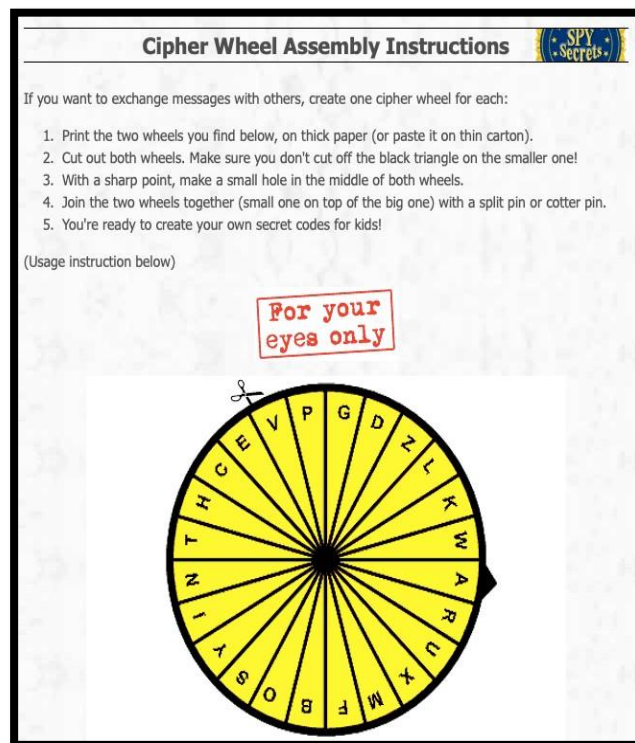 Cipher Wheel Assembly Instructions
SPY
Secrets
If you want to exchange messages with others, create one cipher wheel for each:
1. Print the two wheels you find below, on thick paper (or paste it on thin carton).
2. Cut out both wheels. Make sure you don't cut off the black triangle on the smaller one!
3. With a sharp point, make a small hole in the middle of both wheels.
4. Join the two wheels together (small one on top of the big one) with a split pin or cotter pin.
5. You're ready to create your own secret codes for kids!
(Usage instruction below)
For your
eyes only
G D Z L K W A R U X M F B O S Y I N T H C E V P